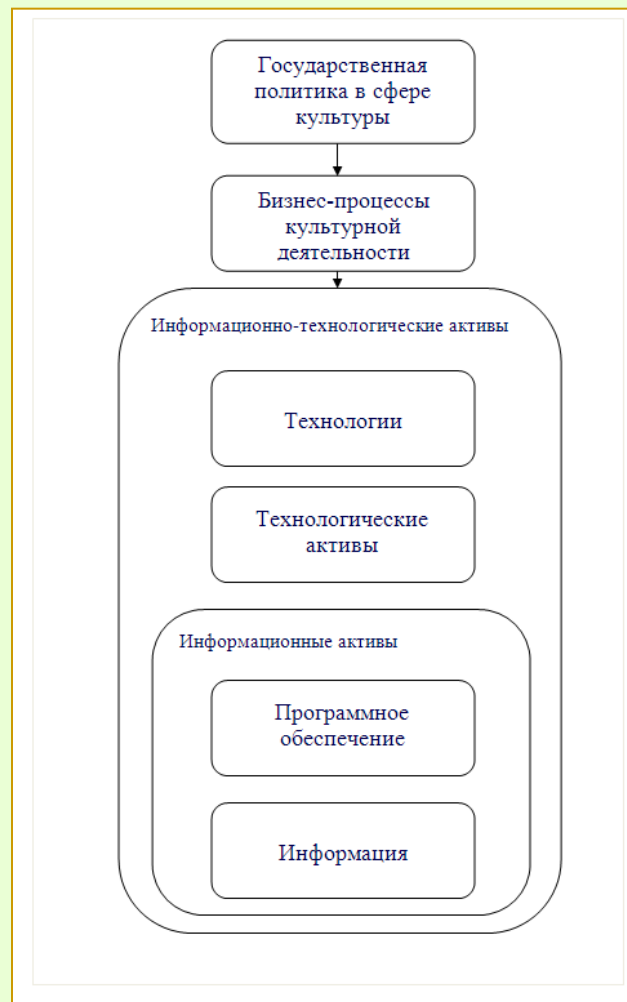 Государственная
политика в сфере
культуры
Бизнес-процессы
культурной
деятельности
Информационно-технологические активы
Технологии
Технологические
активы
Информационные активы
Программное
обеспечение
Информация